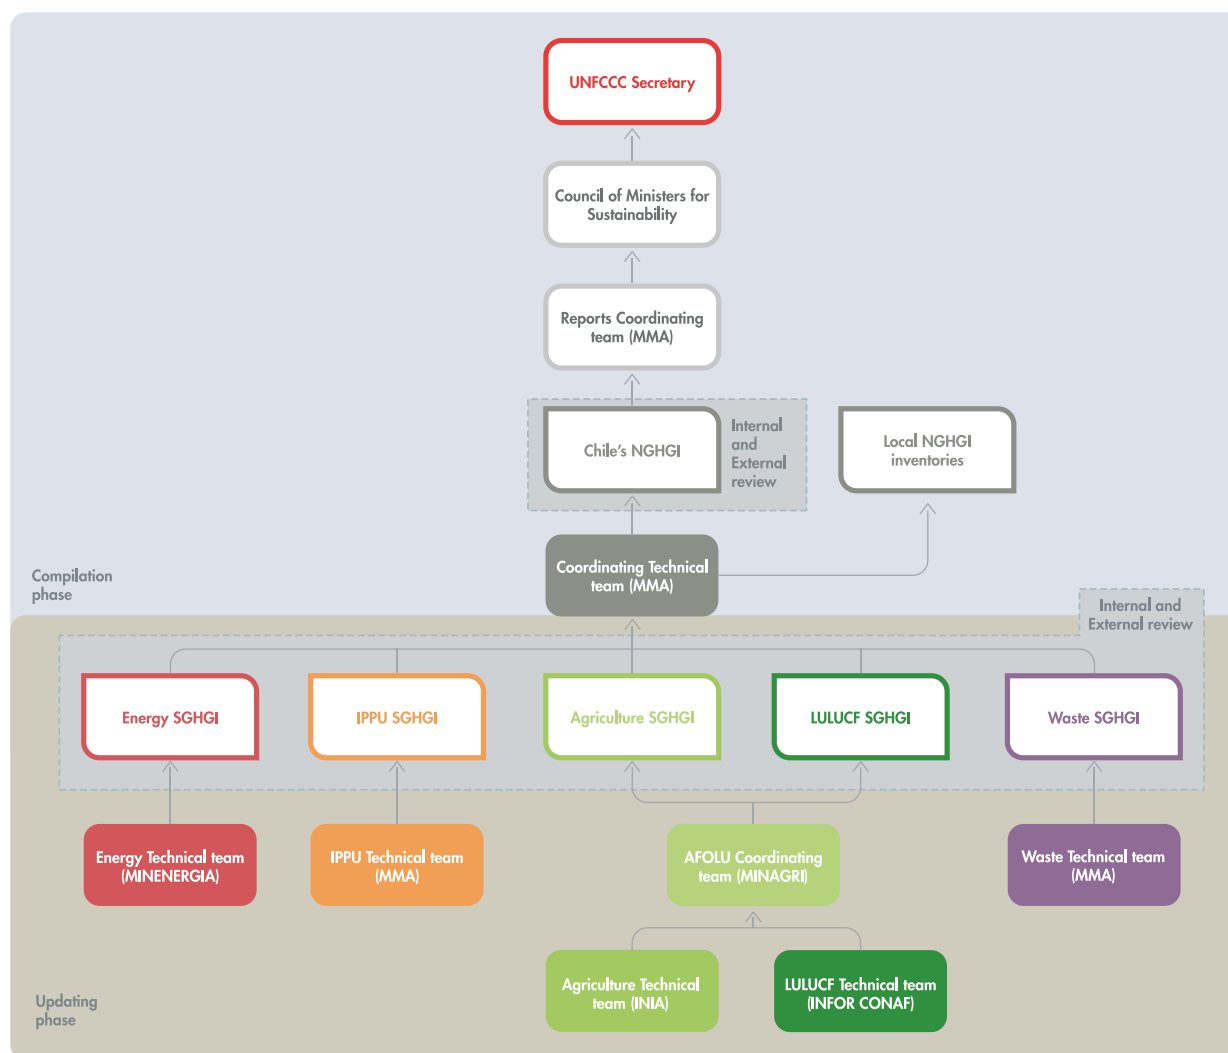 UNFCCC Secretary
Council of Ministers for
Sustainability
Reports Coordinating
team (MMA)
Chile's NGHGI
Internal
and
External
review
Local NGHGI
inventories
Coordinating Technical
team (MMA)
Compilation
phase
Internal and
External review
Energy SGHGI
IPPU SGHGI
Agriculture SGHGI
LULUCF SGHGI
Waste SGHGI
Energy Technical team
(MINENERGIA)
IPPU Technical team
(MMA)
AFOLU Coordinating
team (MINAGRI)
Waste Technical team
(MMA)
Agriculture Technical
team (INIA)
LULUCF Technical team
(INFOR CONAF)
Updating
phase